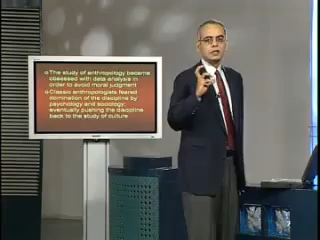 The study of anthropology became
obsessed with data analysis in
order to avoid moral judgment
Classic anthropologists feared
domination of the discipline by
psychology and sociology;
eventually pushing the discipline
back to the study of culture